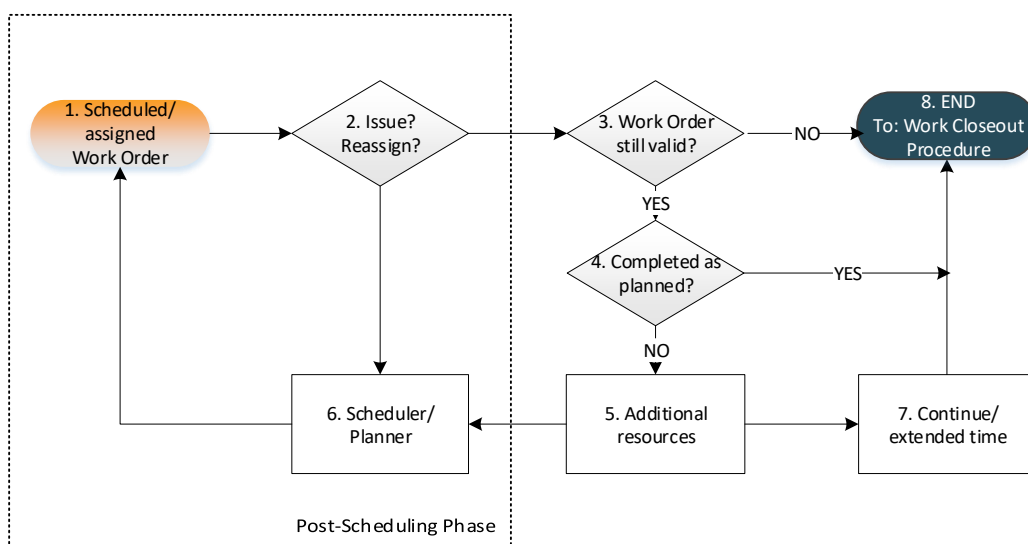 1. Scheduled/
assigned
Work Order
2. Issue?
Reassign?
3. Work Order
still valid?
NO
8. END
To: Work Closeout
Procedure
YES
4. Completed as
planned?
YES
NO
6. Scheduler/
Planner
5. Additional
resources
7. Continue/
extended time
Post-Scheduling Phase